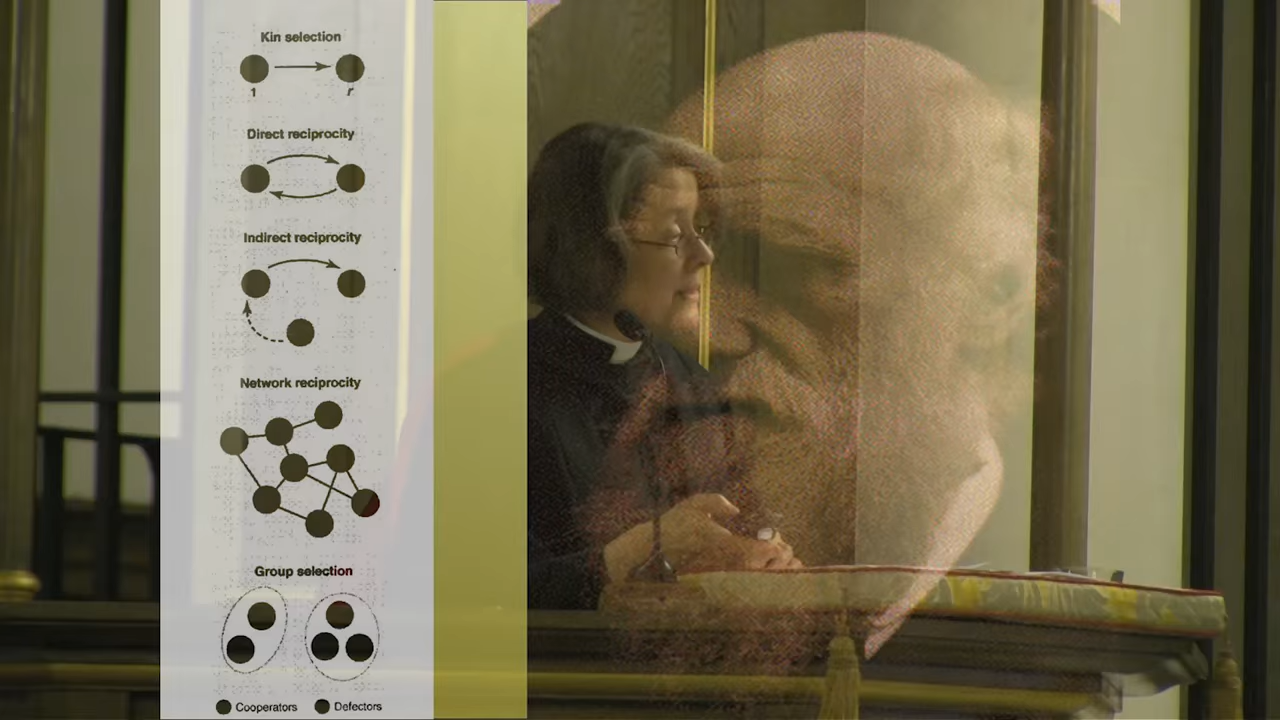 Kin selection
1 r
Direct reciprocity
Indirect reciprocity
Network reciprocity
Group selection
Cooperators Defectors